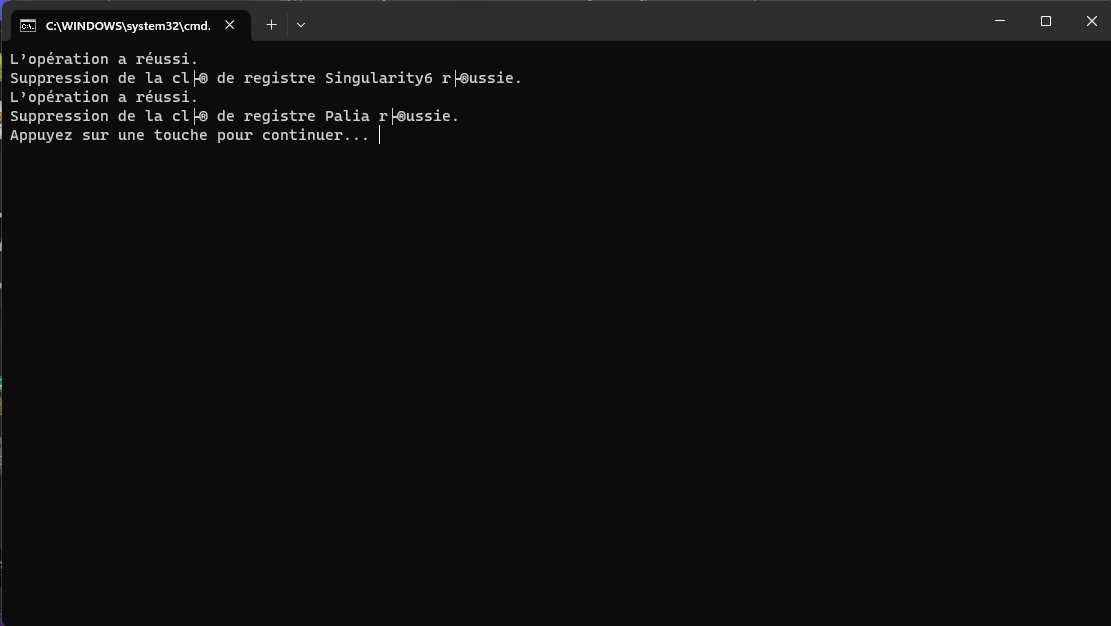 C:\WINDOWS\system32\cmd.
L’opération a réussi.
Suppression de la cl├® de registre Singularity6 r├®ussie.
L’opération a réussi.
Suppression de la cl├® de registre Palia r├®ussie.
Appuyez sur une touche pour continuer...